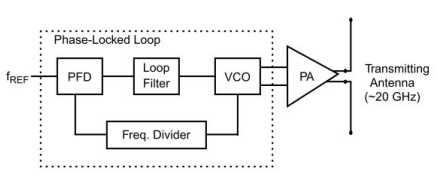 Phase-Locked Loop
fREF
PFD
Loop
Filter
VCO
PA
Transmitting
Antenna
(~20 GHz)
Freq. Divider